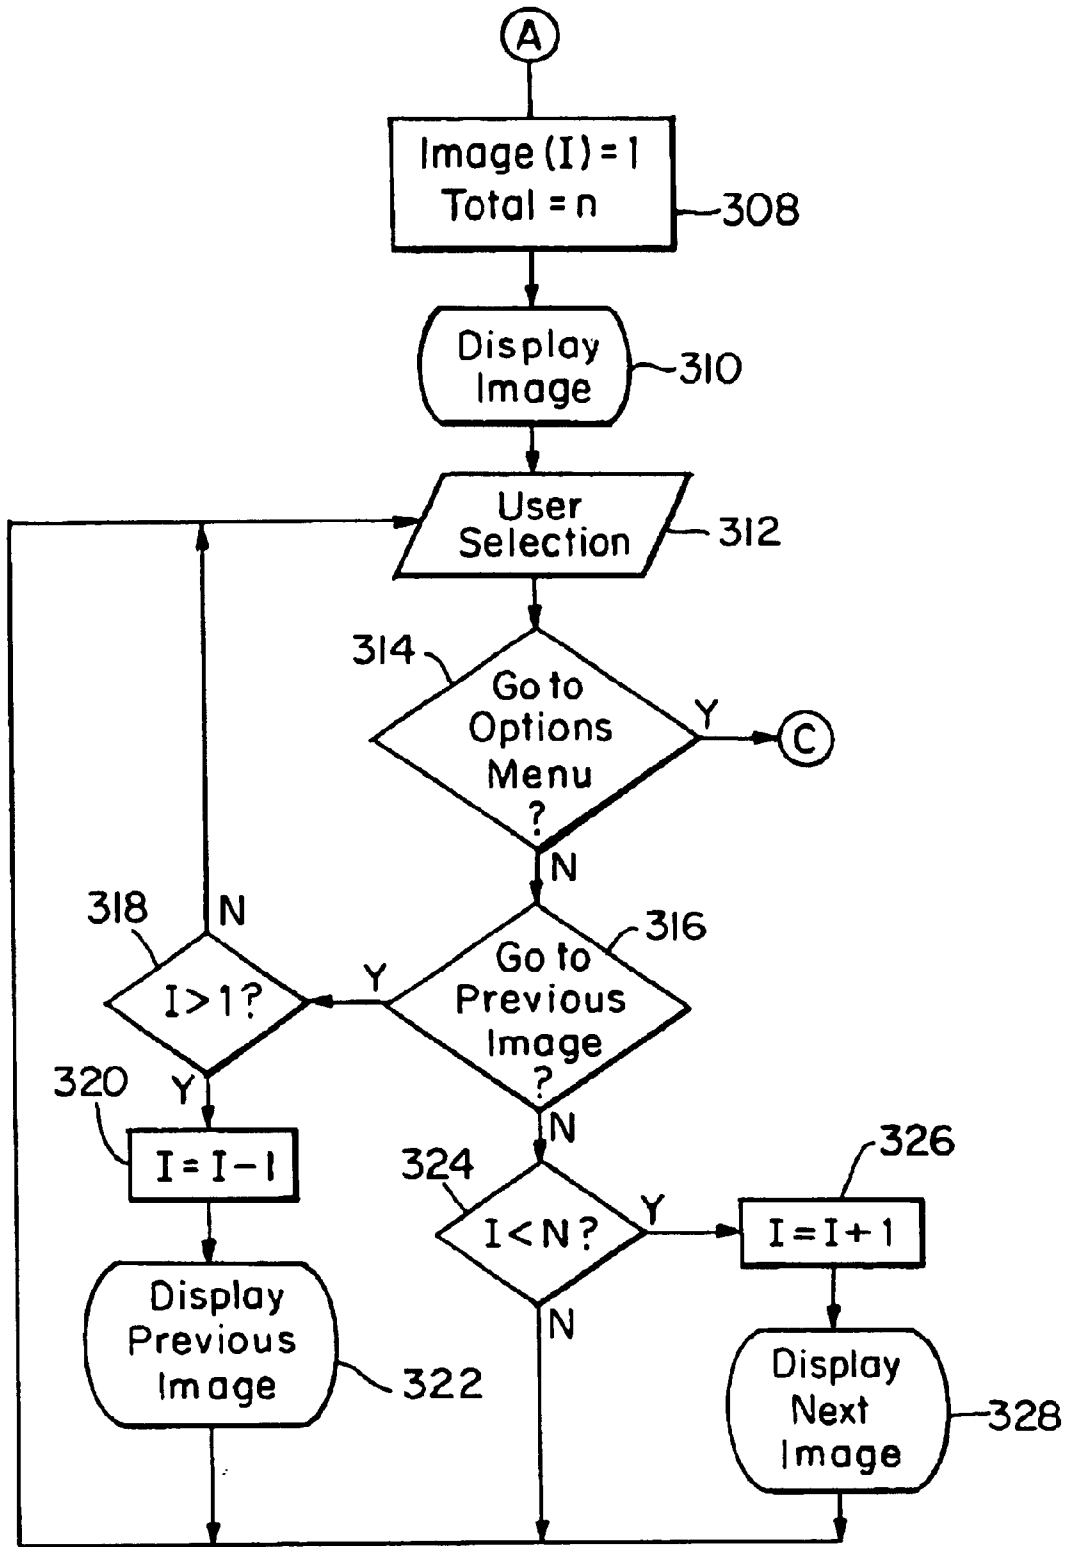 A
Image (I) = 1
Total = n
308
Display
Image
310
User
Selection
312
314
Go to
Options
Menu
?
Y
C
N
318
N
316
Go to
Previous
Image
?
Y
I > 1?
320
Y
N
I = I - 1
324
I < N?
Y
326
I = I + 1
N
Display
Previous
Image
322
Display
Next
Image
328